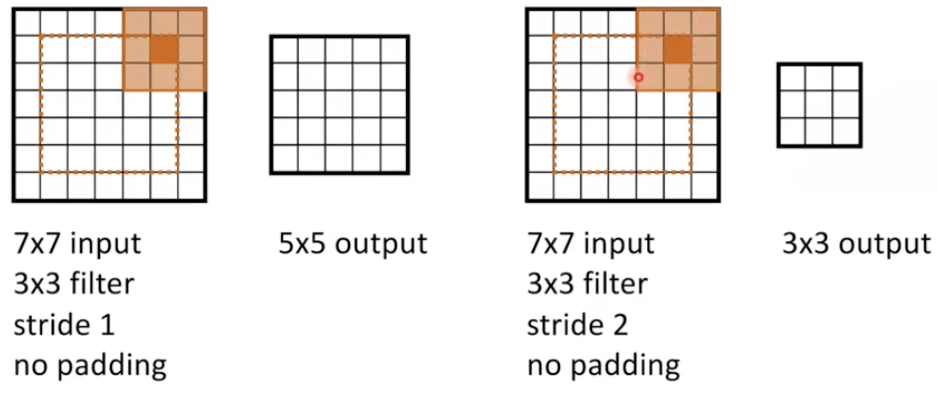 7x7 input
3x3 filter
stride 1
no padding
5x5 output
7x7 input
3x3 filter
stride 2
no padding
3x3 output